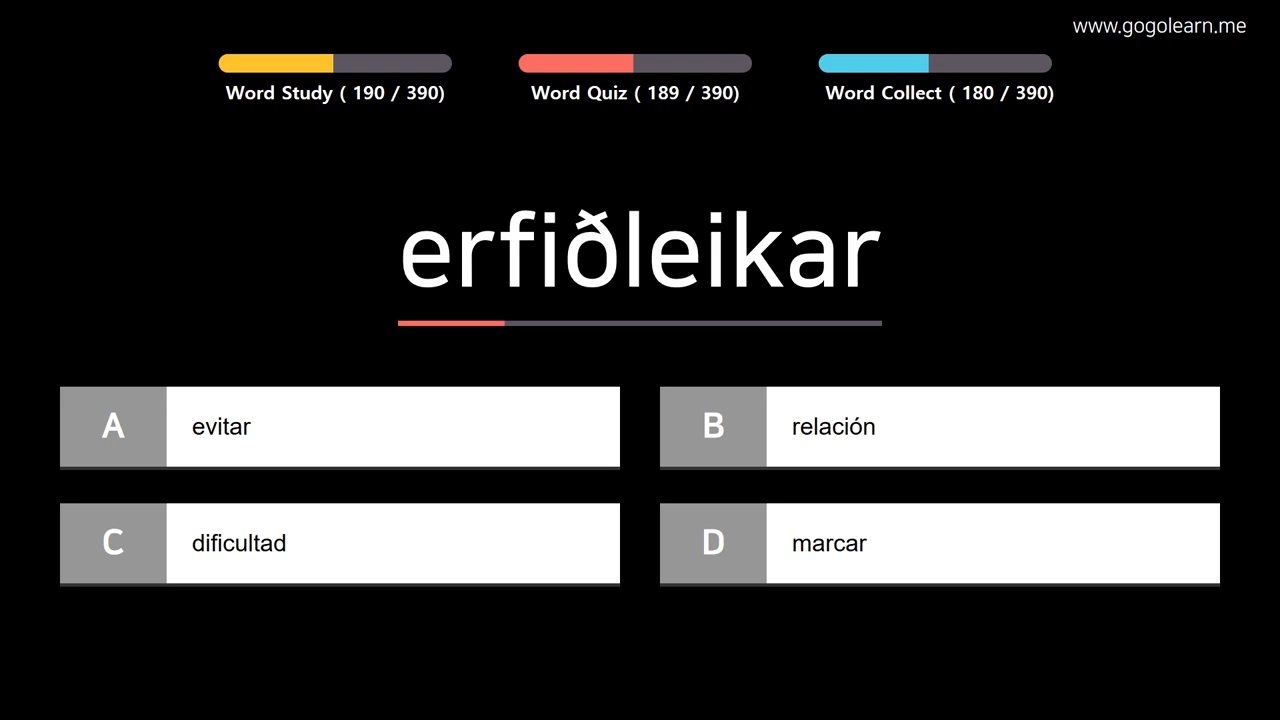 www.gogolearn.me
Word Study ( 190 / 390)
Word Quiz ( 189 / 390)
Word Collect ( 180 / 390)
erfiðleikar
A evitar
B relación
C dificultad
D marcar